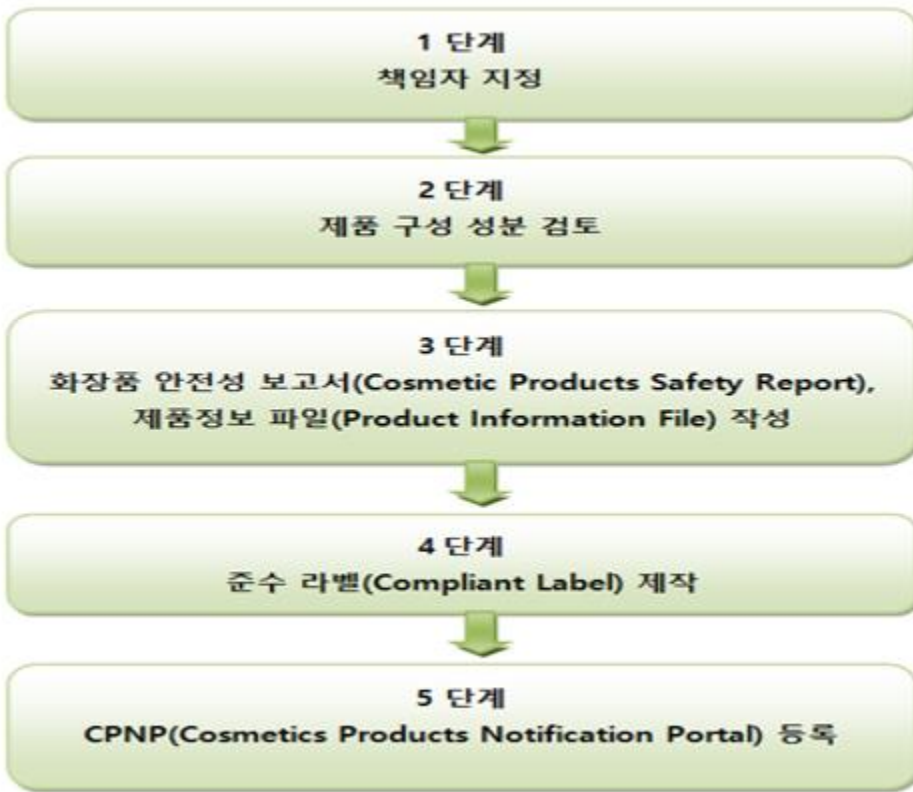 1 단계
책임자 지정
2 단계
제품 구성 성분 검토
3 단계
화장품 안전성 보고서(Cosmetic Products Safety Report),
제품정보 파일(Product Information File) 작성
4 단계
준수 라벨(Compliant Label) 제작
5 단계
CPNP(Cosmetics Products Notification Portal) 등록